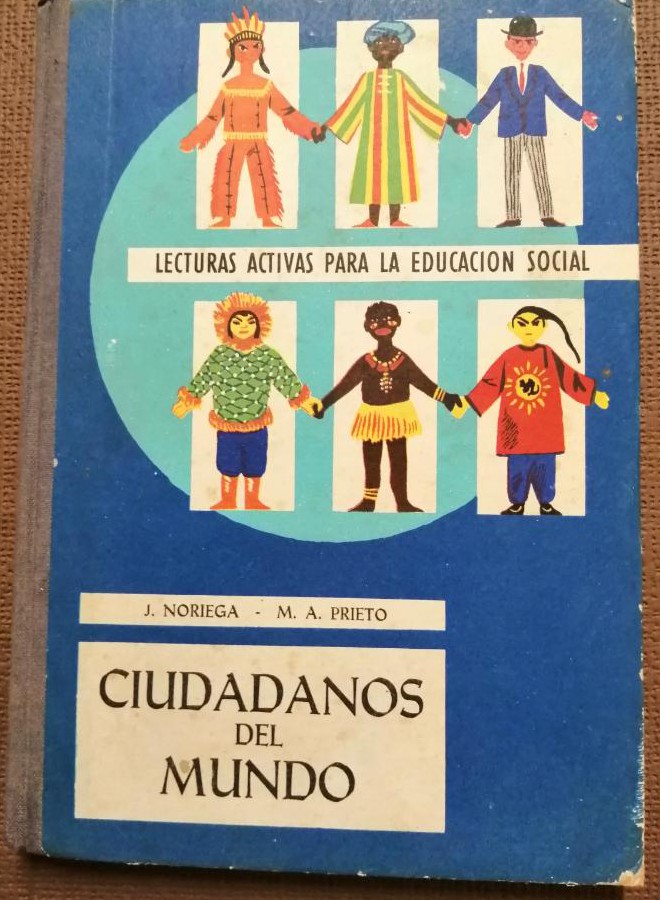 LECTURAS ACTIVAS PARA LA EDUCACION SOCIAL
J. NORIEGA - M. A. PRIETO
CIUDADANOS
DEL
MUNDO